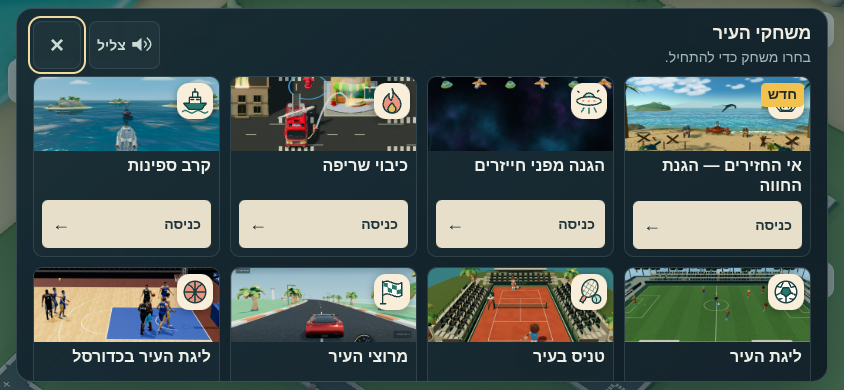 משחקי העיר
בחרו משחק כדי להתחיל.
צליל
חדש
אי החזירים — הגנת
החווה
כניסה ←
הגנה מפני חייזרים
כניסה ←
כיבוי שריפה
כניסה ←
קרב ספינות
כניסה ←
ליגת העיר
טניס בעיר
מרוצי העיר
ליגת העיר בכדורסל